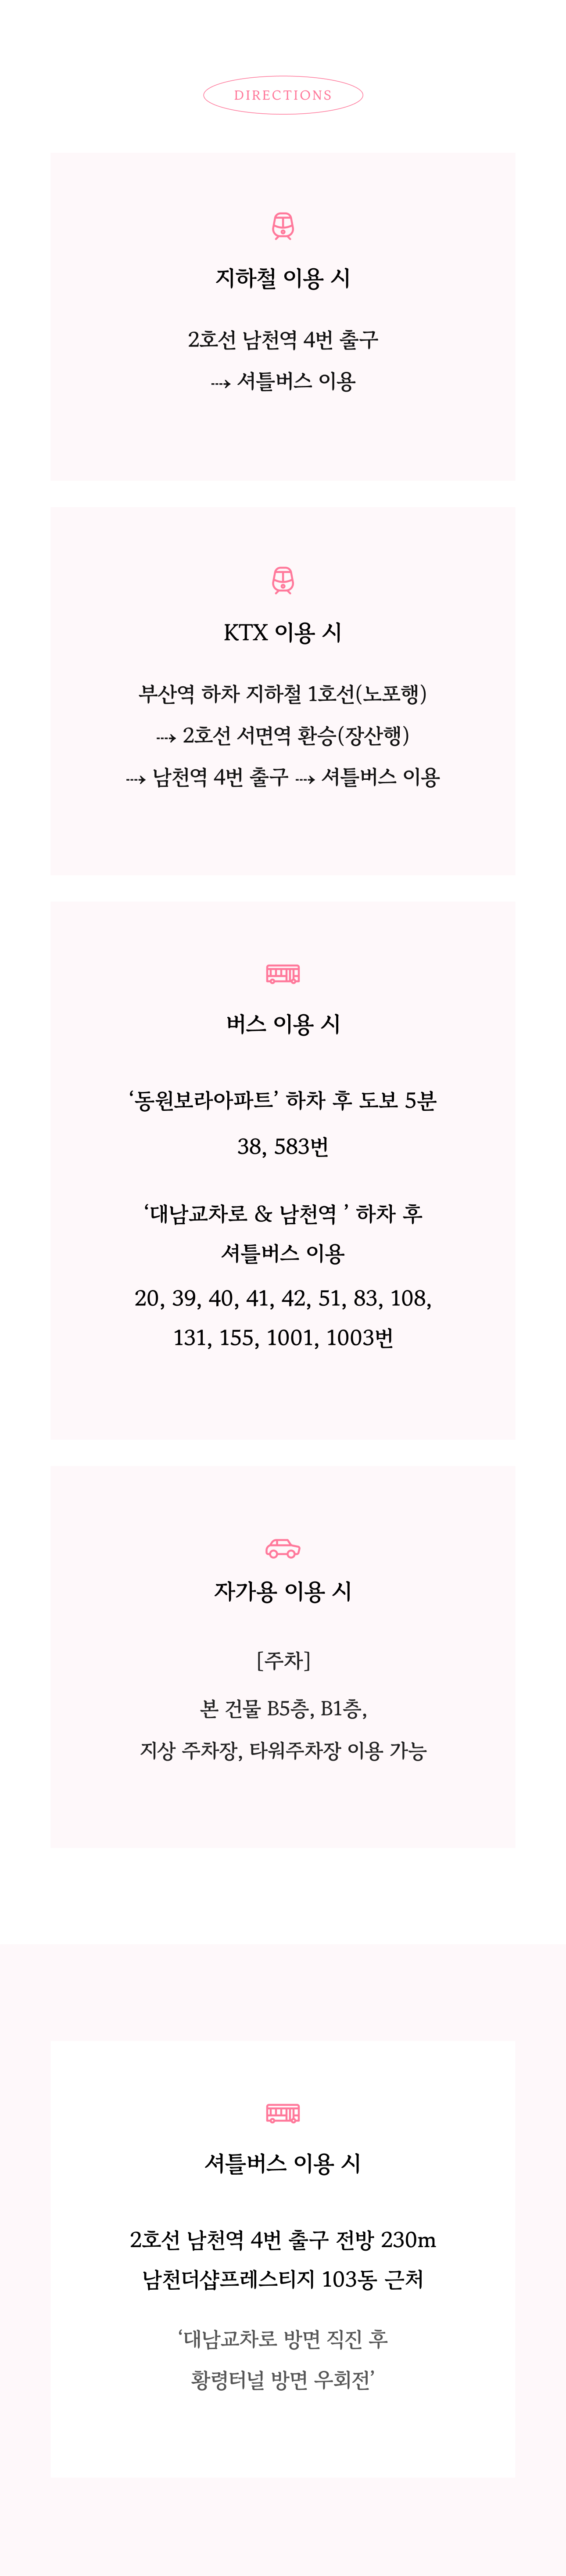 DIRECTIONS
지하철 이용 시
2호선 남천역 4번 출구
⤏ 셔틀버스 이용
KTX 이용 시
부산역 하차 지하철 1호선(노포행)
⤏ 2호선 서면역 환승(장산행)
⤏ 남천역 4번 출구 ⤏ 셔틀버스 이용
버스 이용 시
‘동원보라아파트’ 하차 후 도보 5분
38, 583번
‘대남교차로 & 남천역 ’ 하차 후
셔틀버스 이용
20, 39, 40, 41, 42, 51, 83, 108,
131, 155, 1001, 1003번
자가용 이용 시
[주차]
본 건물 B5층, B1층,
지상 주차장, 타워주차장 이용 가능
셔틀버스 이용 시
2호선 남천역 4번 출구 전방 230m
남천더샵프레스티지 103동 근처
‘대남교차로 방면 직진 후
황령터널 방면 우회전’